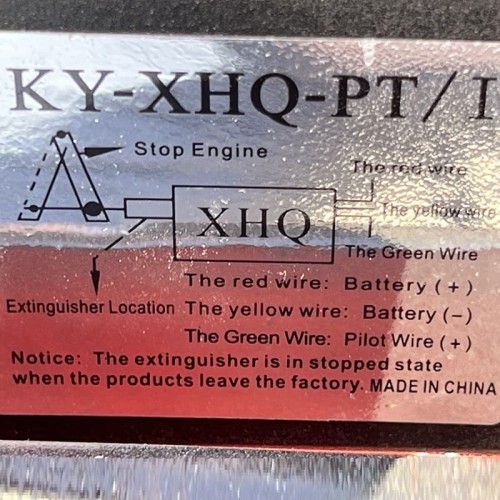 KY-XHQ-PT/I
Stop Engine
The red wire
XHQ
The yellow wire
The Green Wire
The red wire: Battery (+)
Extinguisher Location
The yellow wire: Battery (−)
The Green Wire: Pilot Wire (+)
Notice: The extinguisher is in stopped state
when the products leave the factory. MADE IN CHINA